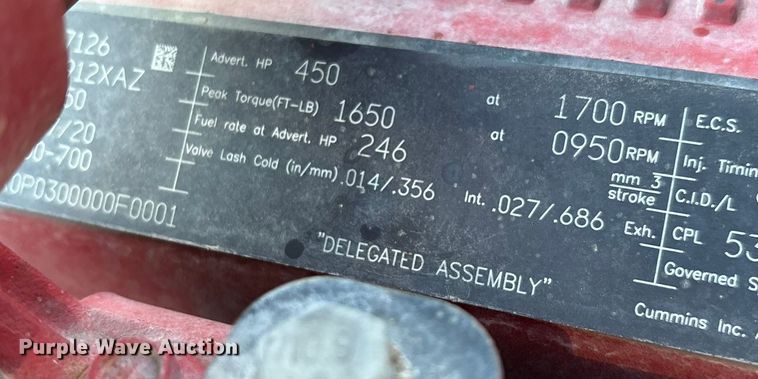 7126
912XAZ
50
/20
00-700
0P0300000F0001
Advert. HP 450 at 1700 RPM
Peak Torque(FT-LB) 1650 at 0950 RPM
Fuel rate at Advert. HP 246 mm 3 stroke
Valve Lash Cold (in/mm) .014/.356 Int. .027/.686 Exh.
"DELEGATED ASSEMBLY"
E.C.S.
Inj. Timin
C.I.D./L
CPL 53
Governed S
Cummins Inc.
Purple Wave Auction